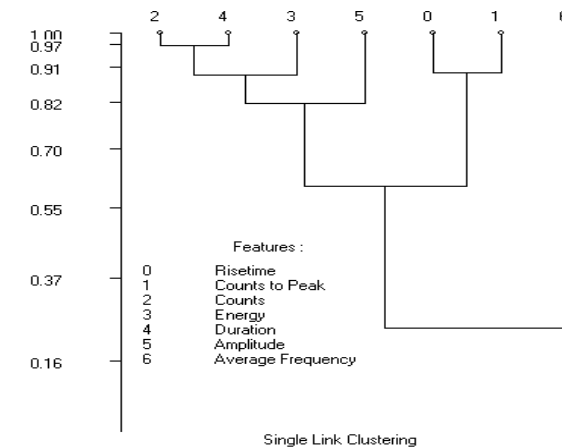 2 4 3 5 0 1 6
1.00
0.97
0.91
0.82
0.70
0.55
0.37
0.16
Features :
0 Risetime
1 Counts to Peak
2 Counts
3 Energy
4 Duration
5 Amplitude
6 Average Frequency
Single Link Clustering